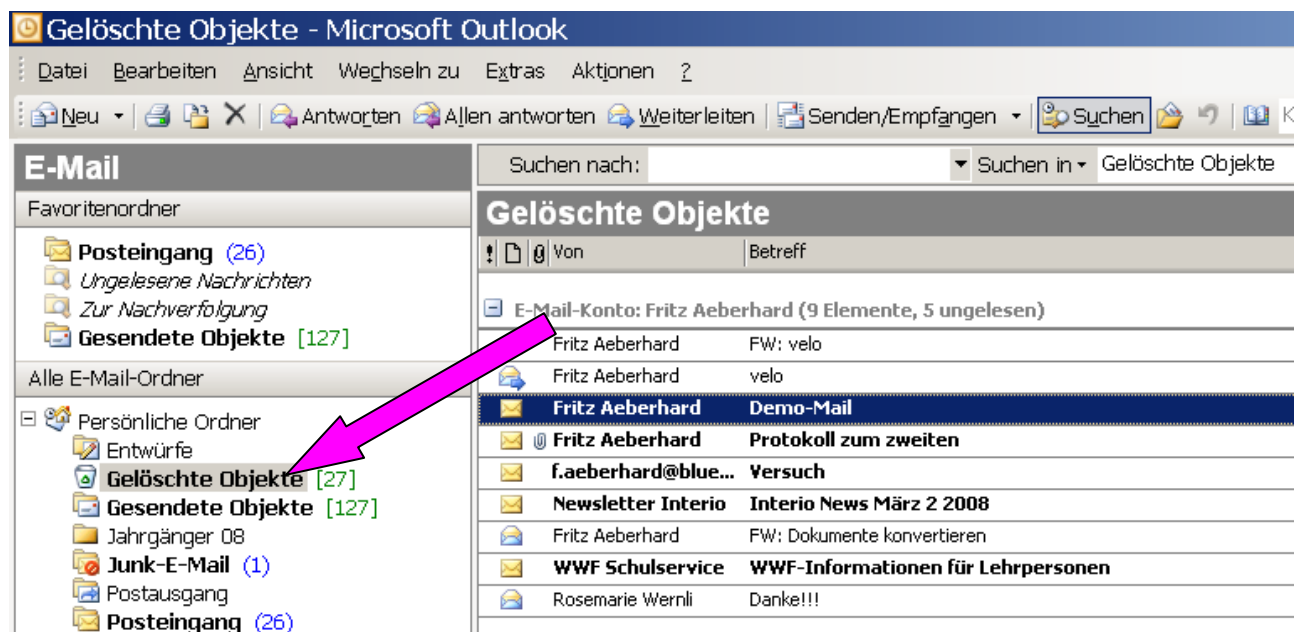 Gelöschte Objekte - Microsoft Outlook
Datei Bearbeiten Ansicht Wechseln zu Extras Aktionen ?
Neu Antworten Allen antworten Weiterleiten Senden/Empfangen Suchen K
E-Mail
Favoritenordner
Posteingang (26)
Ungelesene Nachrichten
Zur Nachverfolgung
Gesendete Objekte [127]
Alle E-Mail-Ordner
Persönliche Ordner
Entwürfe
Gelöschte Objekte [27]
Gesendete Objekte [127]
Jahrgänger 08
Junk-E-Mail (1)
Postausgang
Posteingang (26)
Suchen nach: Suchen in Gelöschte Objekte
Gelöschte Objekte
! Von Betreff
E-Mail-Konto: Fritz Aeberhard (9 Elemente, 5 ungelesen)
Fritz Aeberhard FW: velo
Fritz Aeberhard velo
Fritz Aeberhard Demo-Mail
Fritz Aeberhard Protokoll zum zweiten
f.aeberhard@blue... Versuch
Newsletter Interio Interio News März 2 2008
Fritz Aeberhard FW: Dokumente konvertieren
WWF Schulservice WWF-Informationen für Lehrpersonen
Rosemarie Wernli Danke!!!